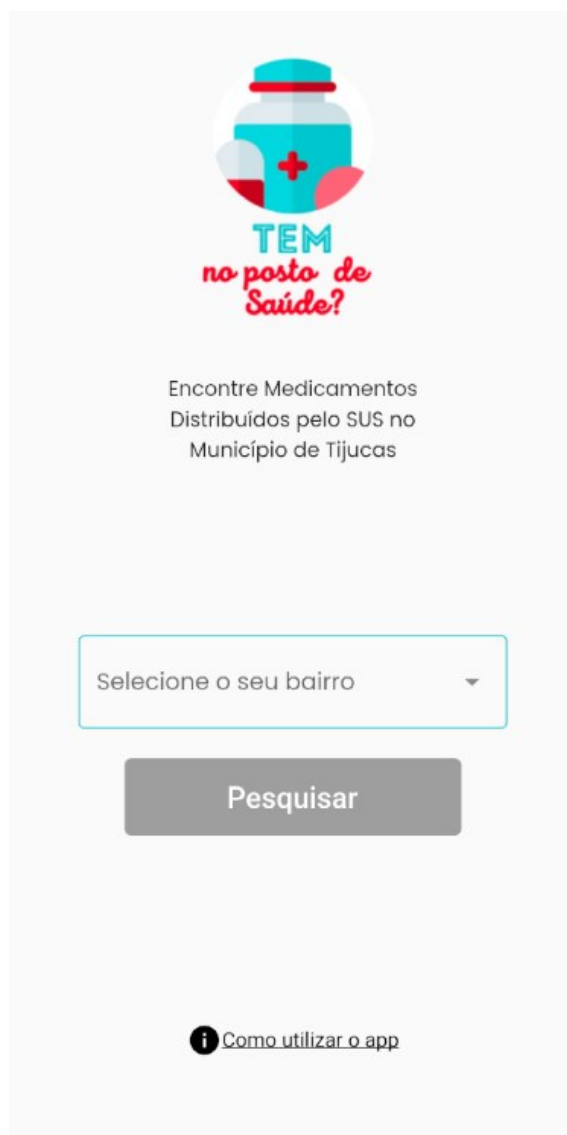 TEM
no posto de
Saúde?
Encontre Medicamentos
Distribuídos pelo SUS no
Município de Tijucas
Selecione o seu bairro
Pesquisar
Como utilizar o app